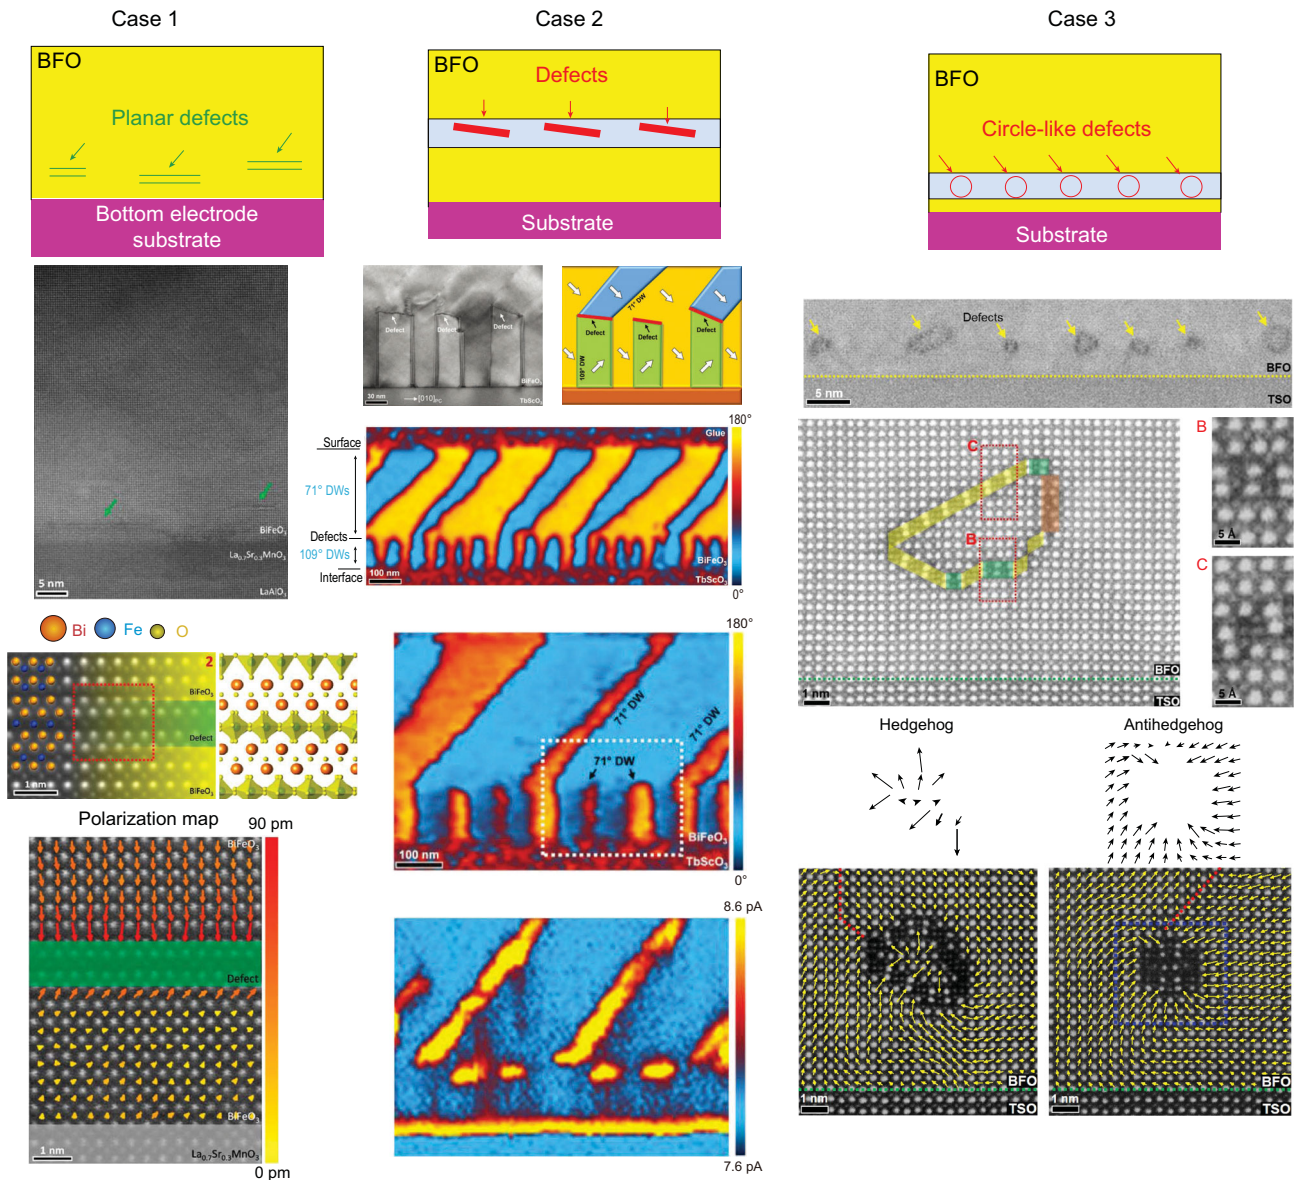 Case 1
BFO
Planar defects
Bottom electrode
substrate
BiFeO3
La0.7Sr0.3MnO3
LaAlO3
5 nm
Bi
Fe
O
2
BiFeO3
Defect
BiFeO3
1 nm
Polarization map
90 pm
BiFeO3
Defect
BiFeO3
La0.7Sr0.3MnO3
1 nm
0 pm
Case 2
BFO
Defects
Substrate
Defect
Defect
Defect
BiFeO3
TbScO3
30 nm
[010]PC
71° DW
Defect
Defect
Defect
109° DW
180°
Glue
Surface
71° DWs
Defects
109° DWs
Interface
BiFeO3
TbScO3
100 nm
0°
180°
71° DW
71° DW
71° DW
BiFeO3
TbScO3
100 nm
0°
8.6 pA
7.6 pA
Case 3
BFO
Circle-like defects
Substrate
Defects
BFO
TSO
5 nm
C
B
BFO
TSO
1 nm
B
5 Å
C
5 Å
Hedgehog
Antihedgehog
BFO
TSO
1 nm
BFO
TSO
1 nm